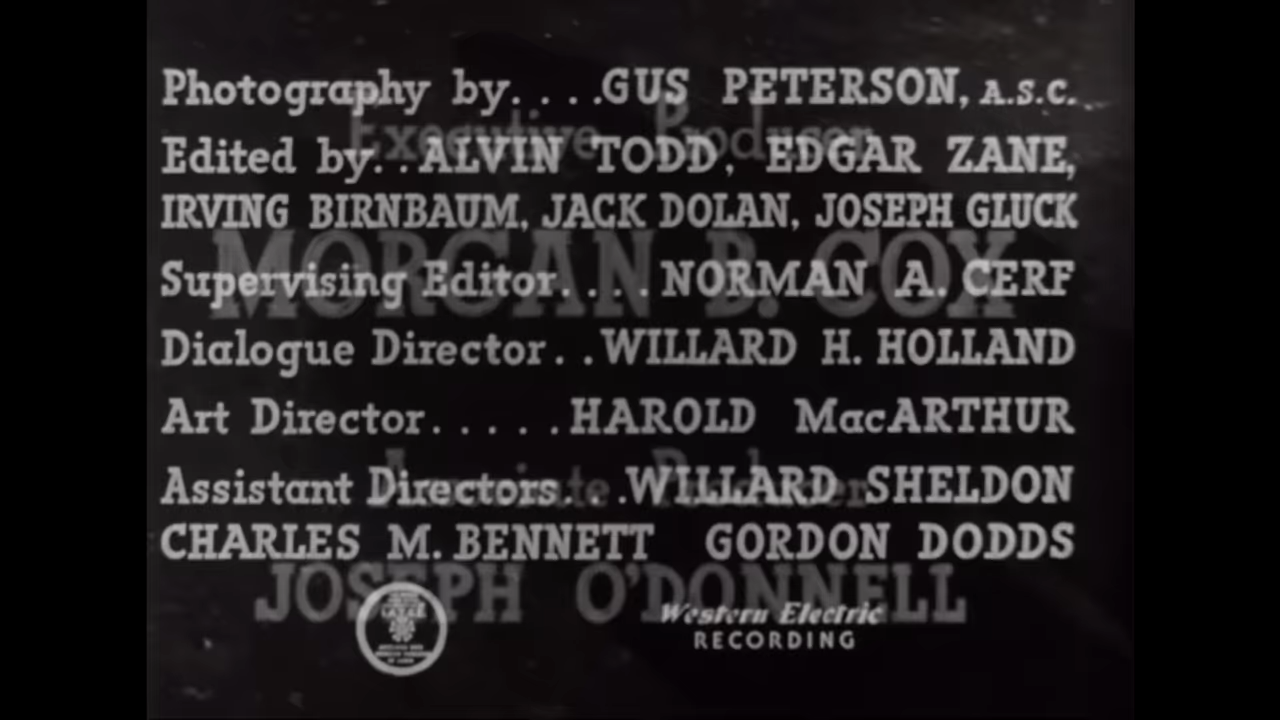 Photography by....GUS PETERSON, A.S.C.
Executive Producer
Edited by..ALVIN TODD, EDGAR ZANE,
IRVING BIRNBAUM, JACK DOLAN, JOSEPH GLUCK
MORGAN B. COX
Supervising Editor....NORMAN A. CERF
Dialogue Director..WILLARD H. HOLLAND
Art Director.....HAROLD MacARTHUR
Associate Producer
Assistant Directors...WILLARD SHELDON
CHARLES M. BENNETT GORDON DODDS
JOSEPH O'DONNELL
I.A.T.S.E.
Western Electric
RECORDING